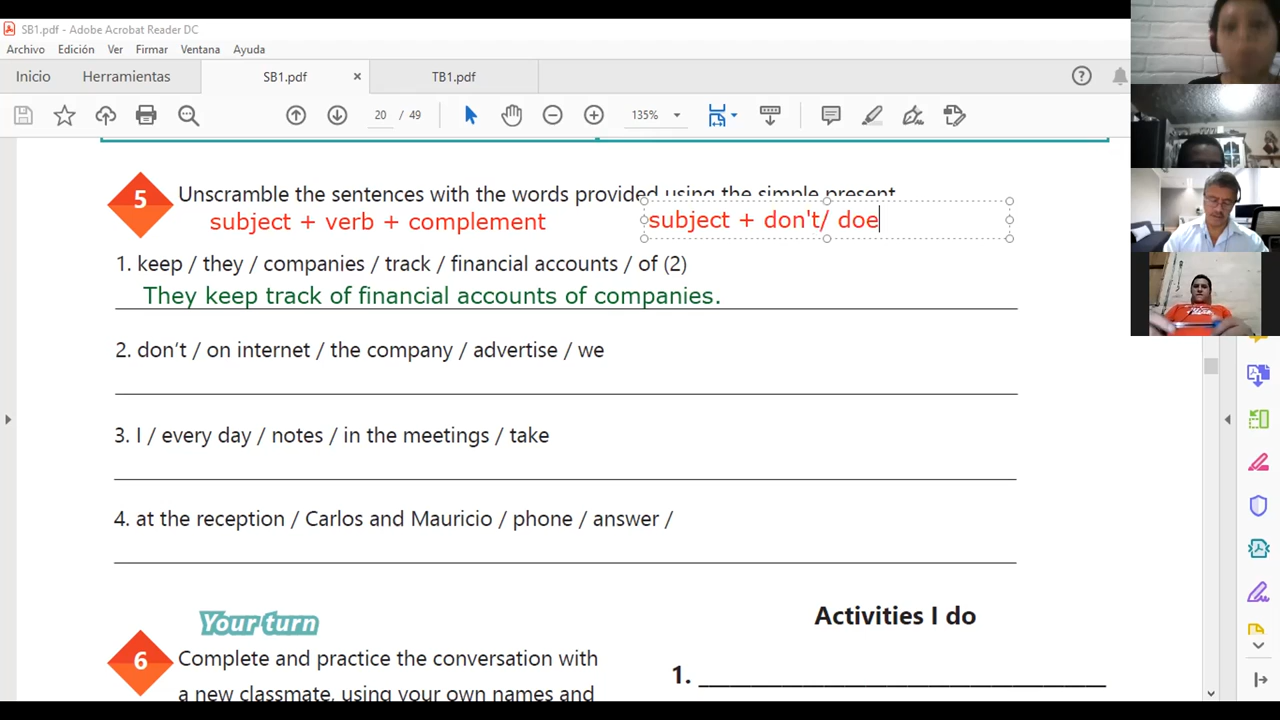 SB1.pdf - Adobe Acrobat Reader DC
Archivo Edición Ver Firmar Ventana Ayuda
Inicio Herramientas SB1.pdf × TB1.pdf
20 / 49 135%
5 Unscramble the sentences with the words provided using the simple present
subject + verb + complement subject + don't/ doe
1. keep / they / companies / track / financial accounts / of (2)
They keep track of financial accounts of companies.
2. don't / on internet / the company / advertise / we
3. I / every day / notes / in the meetings / take
4. at the reception / Carlos and Mauricio / phone / answer /
Your turn
Activities I do
6 Complete and practice the conversation with
a new classmate, using your own names and
1.